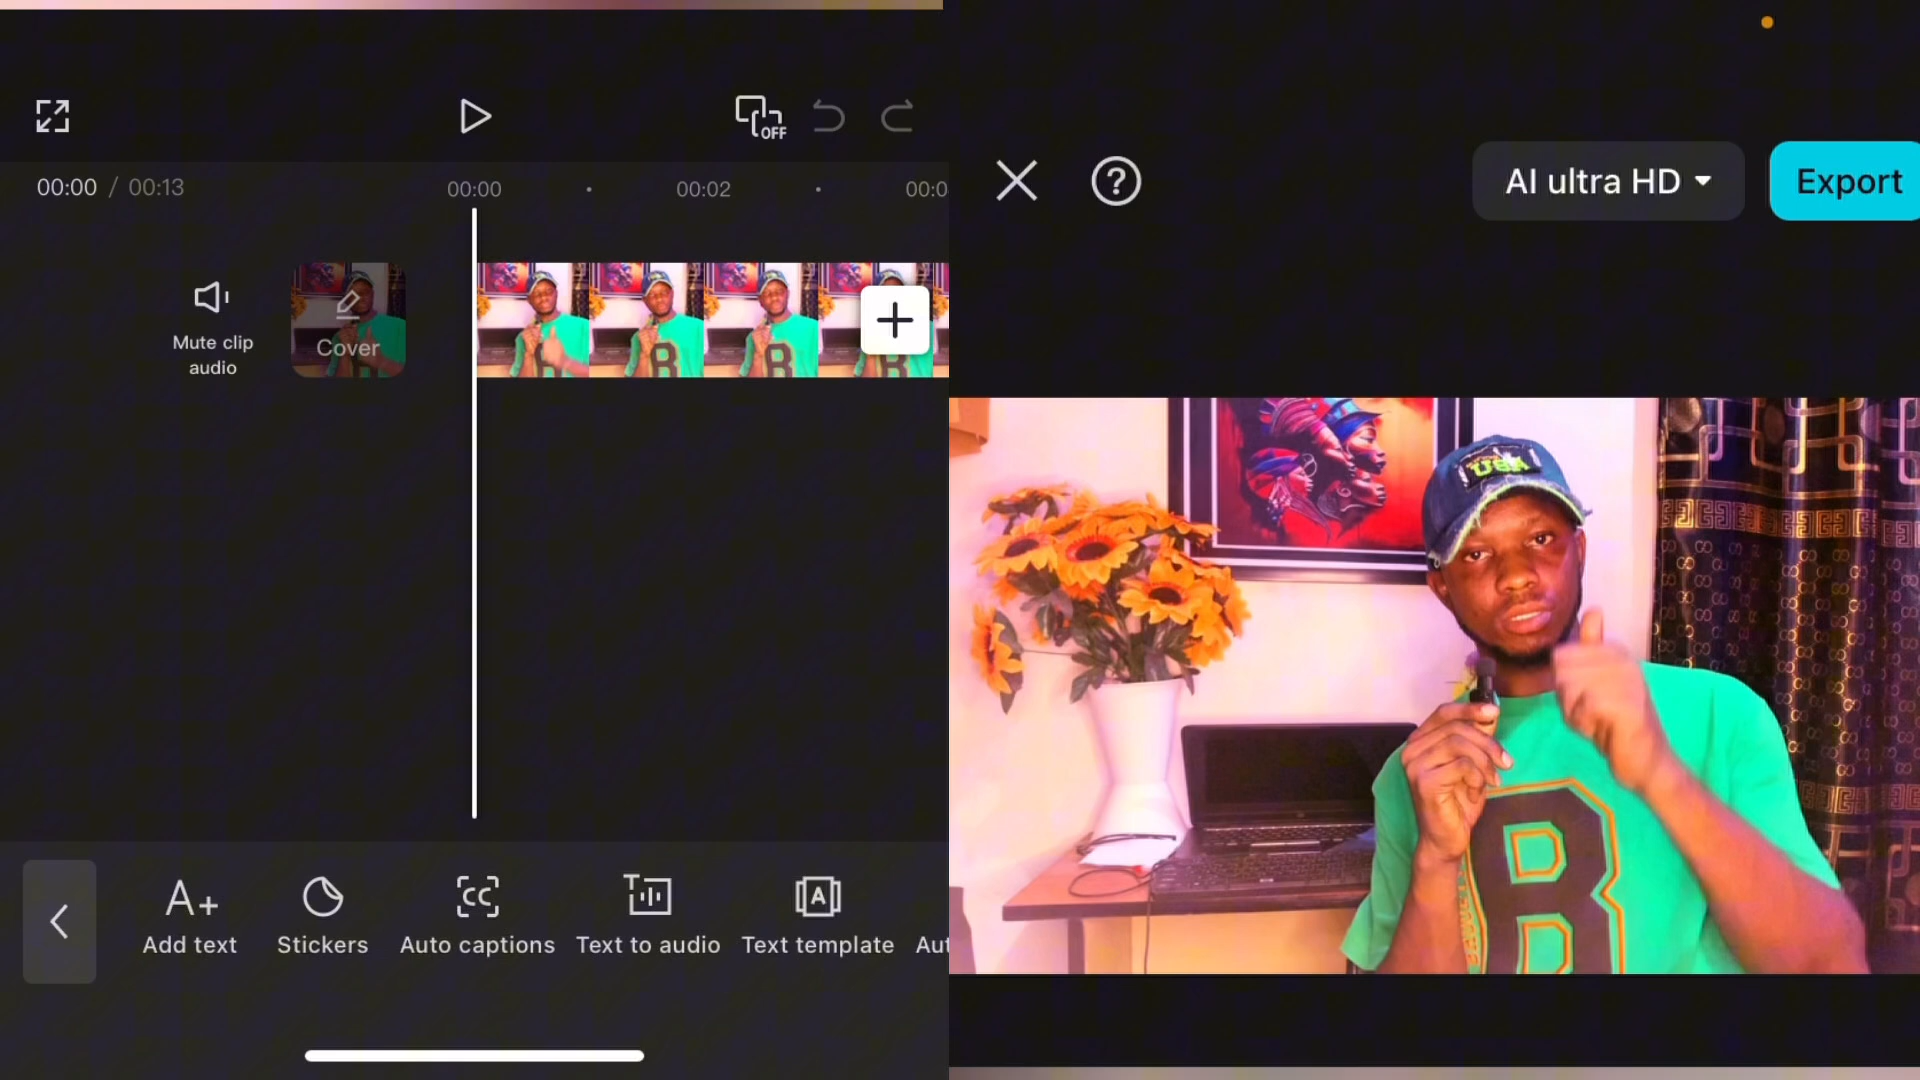 OFF
00:00 / 00:13
00:00
00:02
Mute clip
audio
Cover
Add text
Stickers
Auto captions
Text to audio
Text template
AI ultra HD
Export
USA
B